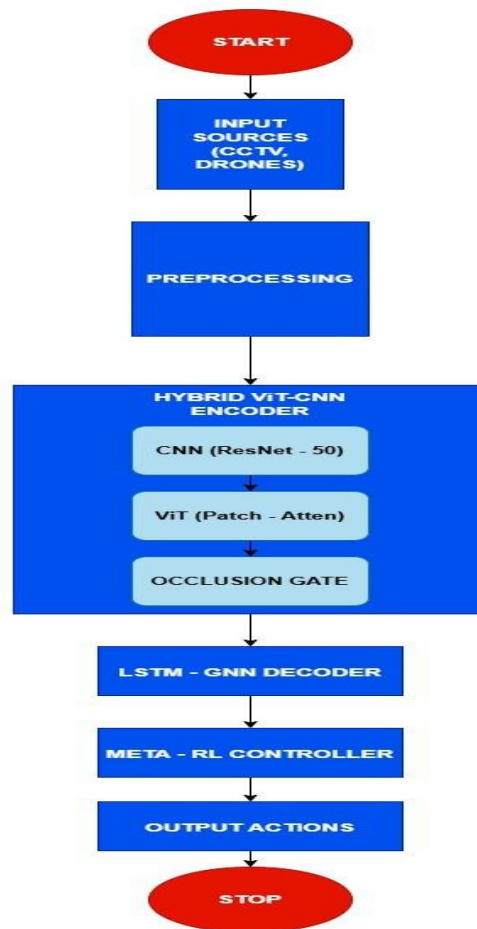 START
INPUT
SOURCES
(CCTV,
DRONES)
PREPROCESSING
HYBRID ViT-CNN
ENCODER
CNN (ResNet - 50)
ViT (Patch - Atten)
OCCLUSION GATE
LSTM - GNN DECODER
META - RL CONTROLLER
OUTPUT ACTIONS
STOP